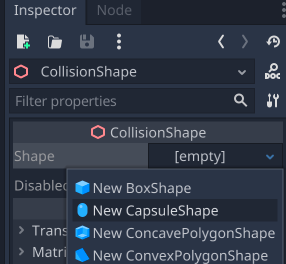 Inspector Node
CollisionShape
DOC
Filter properties
CollisionShape
Shape [empty]
Disabled
New BoxShape
New CapsuleShape
New ConcavePolygonShape
New ConvexPolygonShape
Trans
Matri